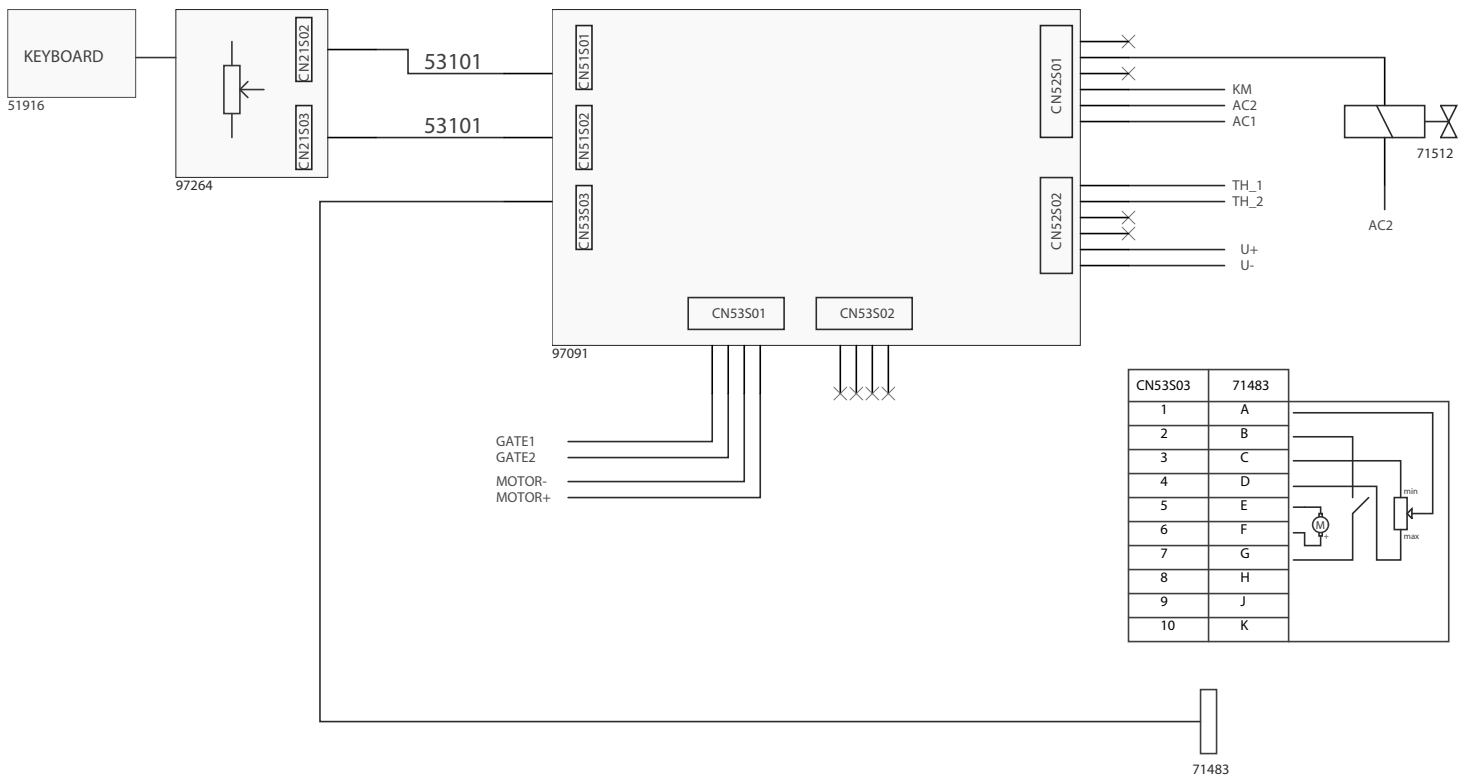 KEYBOARD
51916
CN21S02
CN21S03
97264
53101
53101
CN51S01
CN51S02
CN53S03
CN52S01
CN52S02
CN53S01
CN53S02
97091
KM
AC2
AC1
TH_1
TH_2
U+
U-
71512
AC2
GATE1
GATE2
MOTOR-
MOTOR+
CN53S03 71483
1 A
2 B
3 C
4 D
5 E
6 F
7 G
8 H
9 J
10 K
M
+
min
max
71483